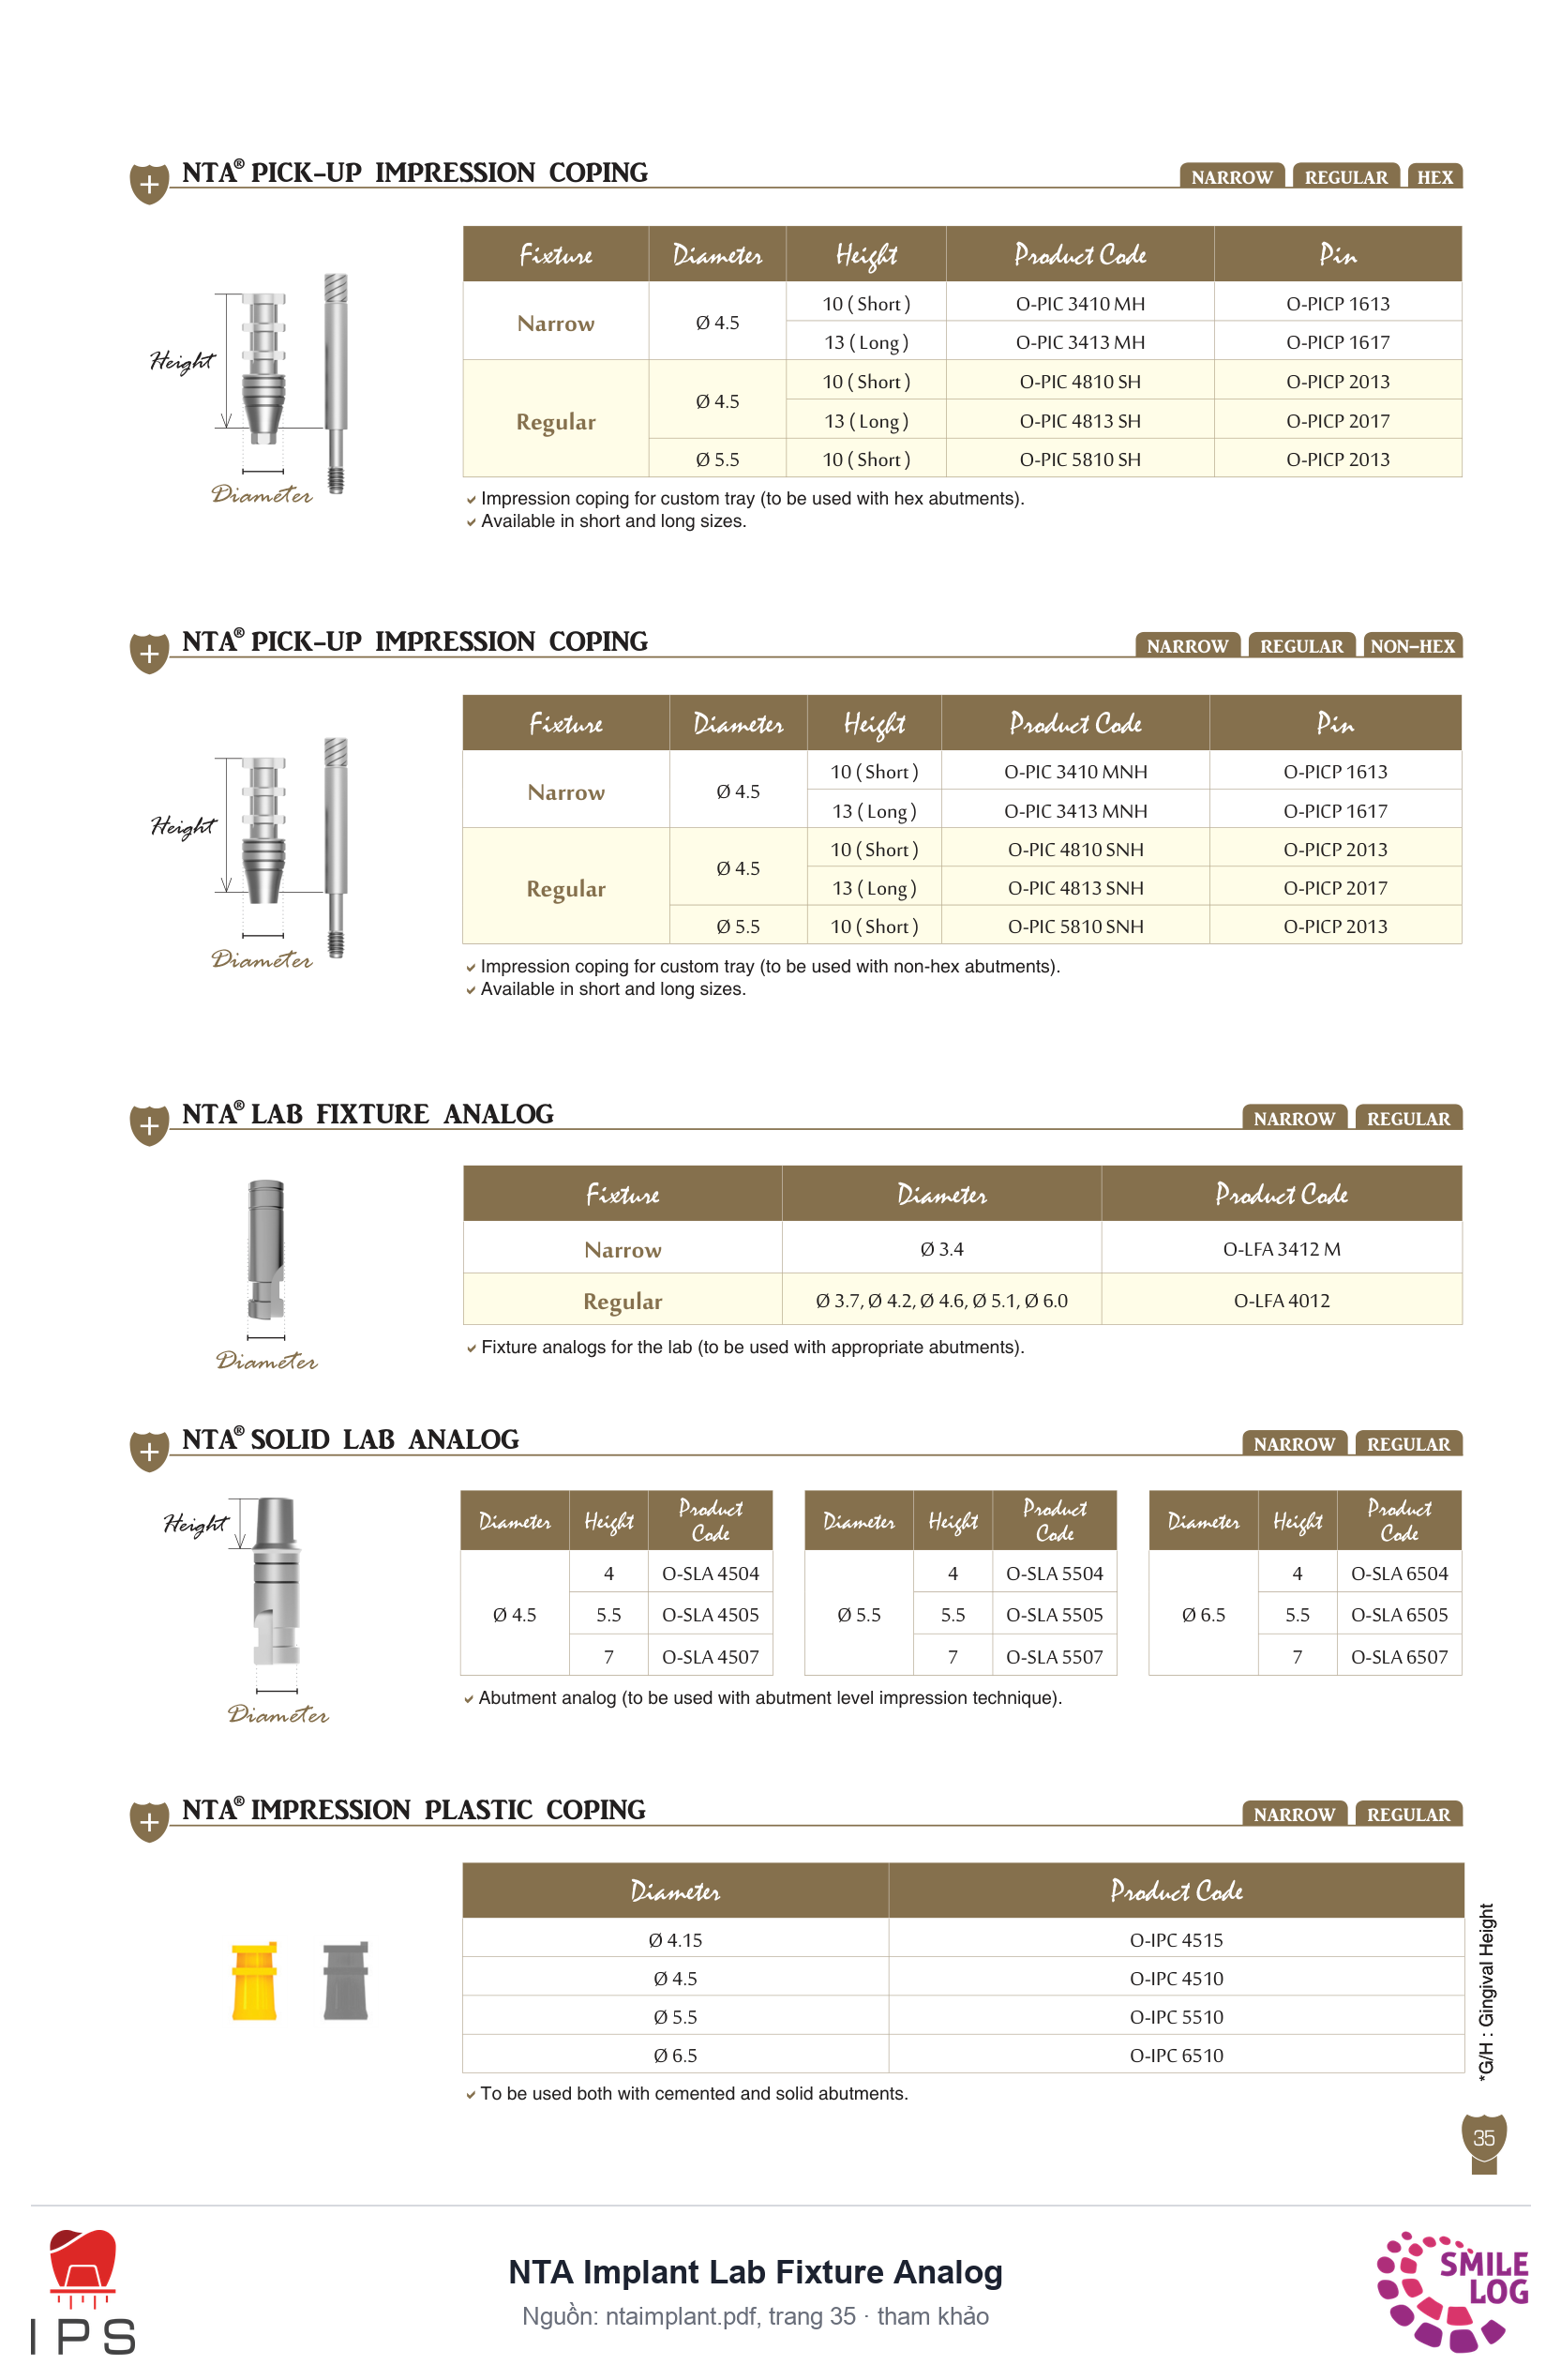 NTA® PICK-UP IMPRESSION COPING
NARROW REGULAR HEX
Height
Diameter
Fixture Diameter Height Product Code Pin
Narrow Ø 4.5 10 ( Short ) O-PIC 3410 MH O-PICP 1613
13 ( Long ) O-PIC 3413 MH O-PICP 1617
Regular Ø 4.5 10 ( Short ) O-PIC 4810 SH O-PICP 2013
13 ( Long ) O-PIC 4813 SH O-PICP 2017
Ø 5.5 10 ( Short ) O-PIC 5810 SH O-PICP 2013
Impression coping for custom tray (to be used with hex abutments).
Available in short and long sizes.
NTA® PICK-UP IMPRESSION COPING
NARROW REGULAR NON-HEX
Height
Diameter
Fixture Diameter Height Product Code Pin
Narrow Ø 4.5 10 ( Short ) O-PIC 3410 MNH O-PICP 1613
13 ( Long ) O-PIC 3413 MNH O-PICP 1617
Regular Ø 4.5 10 ( Short ) O-PIC 4810 SNH O-PICP 2013
13 ( Long ) O-PIC 4813 SNH O-PICP 2017
Ø 5.5 10 ( Short ) O-PIC 5810 SNH O-PICP 2013
Impression coping for custom tray (to be used with non-hex abutments).
Available in short and long sizes.
NTA® LAB FIXTURE ANALOG
NARROW REGULAR
Diameter
Fixture Diameter Product Code
Narrow Ø 3.4 O-LFA 3412 M
Regular Ø 3.7, Ø 4.2, Ø 4.6, Ø 5.1, Ø 6.0 O-LFA 4012
Fixture analogs for the lab (to be used with appropriate abutments).
NTA® SOLID LAB ANALOG
NARROW REGULAR
Height
Diameter
Diameter Height Product Code
Ø 4.5 4 O-SLA 4504
5.5 O-SLA 4505
7 O-SLA 4507
Diameter Height Product Code
Ø 5.5 4 O-SLA 5504
5.5 O-SLA 5505
7 O-SLA 5507
Diameter Height Product Code
Ø 6.5 4 O-SLA 6504
5.5 O-SLA 6505
7 O-SLA 6507
Abutment analog (to be used with abutment level impression technique).
NTA® IMPRESSION PLASTIC COPING
NARROW REGULAR
Diameter Product Code
Ø 4.15 O-IPC 4515
Ø 4.5 O-IPC 4510
Ø 5.5 O-IPC 5510
Ø 6.5 O-IPC 6510
To be used both with cemented and solid abutments.
*G/H : Gingival Height
35
IPS
NTA Implant Lab Fixture Analog
Nguồn: ntaimplant.pdf, trang 35 · tham khảo
SMILE
LOG